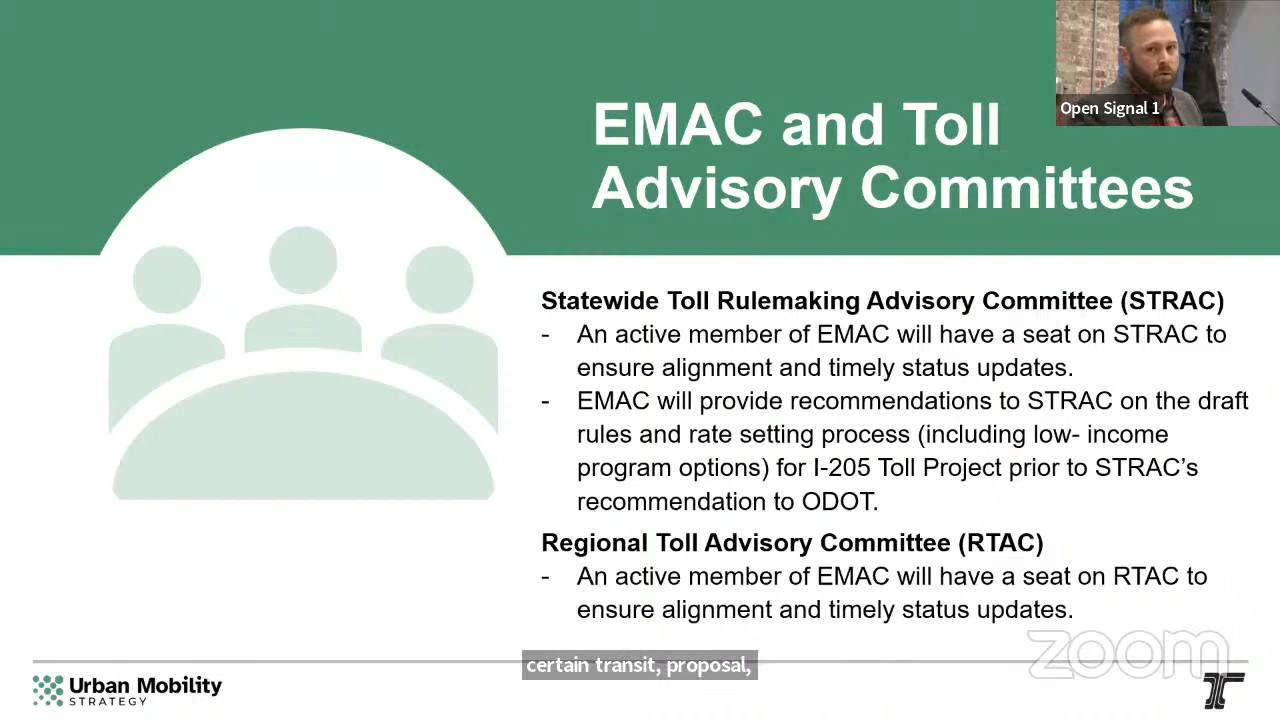 Open Signal 1
EMAC and Toll
Advisory Committees
Statewide Toll Rulemaking Advisory Committee (STRAC)
- An active member of EMAC will have a seat on STRAC to
ensure alignment and timely status updates.
- EMAC will provide recommendations to STRAC on the draft
rules and rate setting process (including low- income
program options) for I-205 Toll Project prior to STRAC’s
recommendation to ODOT.
Regional Toll Advisory Committee (RTAC)
- An active member of EMAC will have a seat on RTAC to
ensure alignment and timely status updates.
zoom
certain transit, proposal,
Urban Mobility
STRATEGY